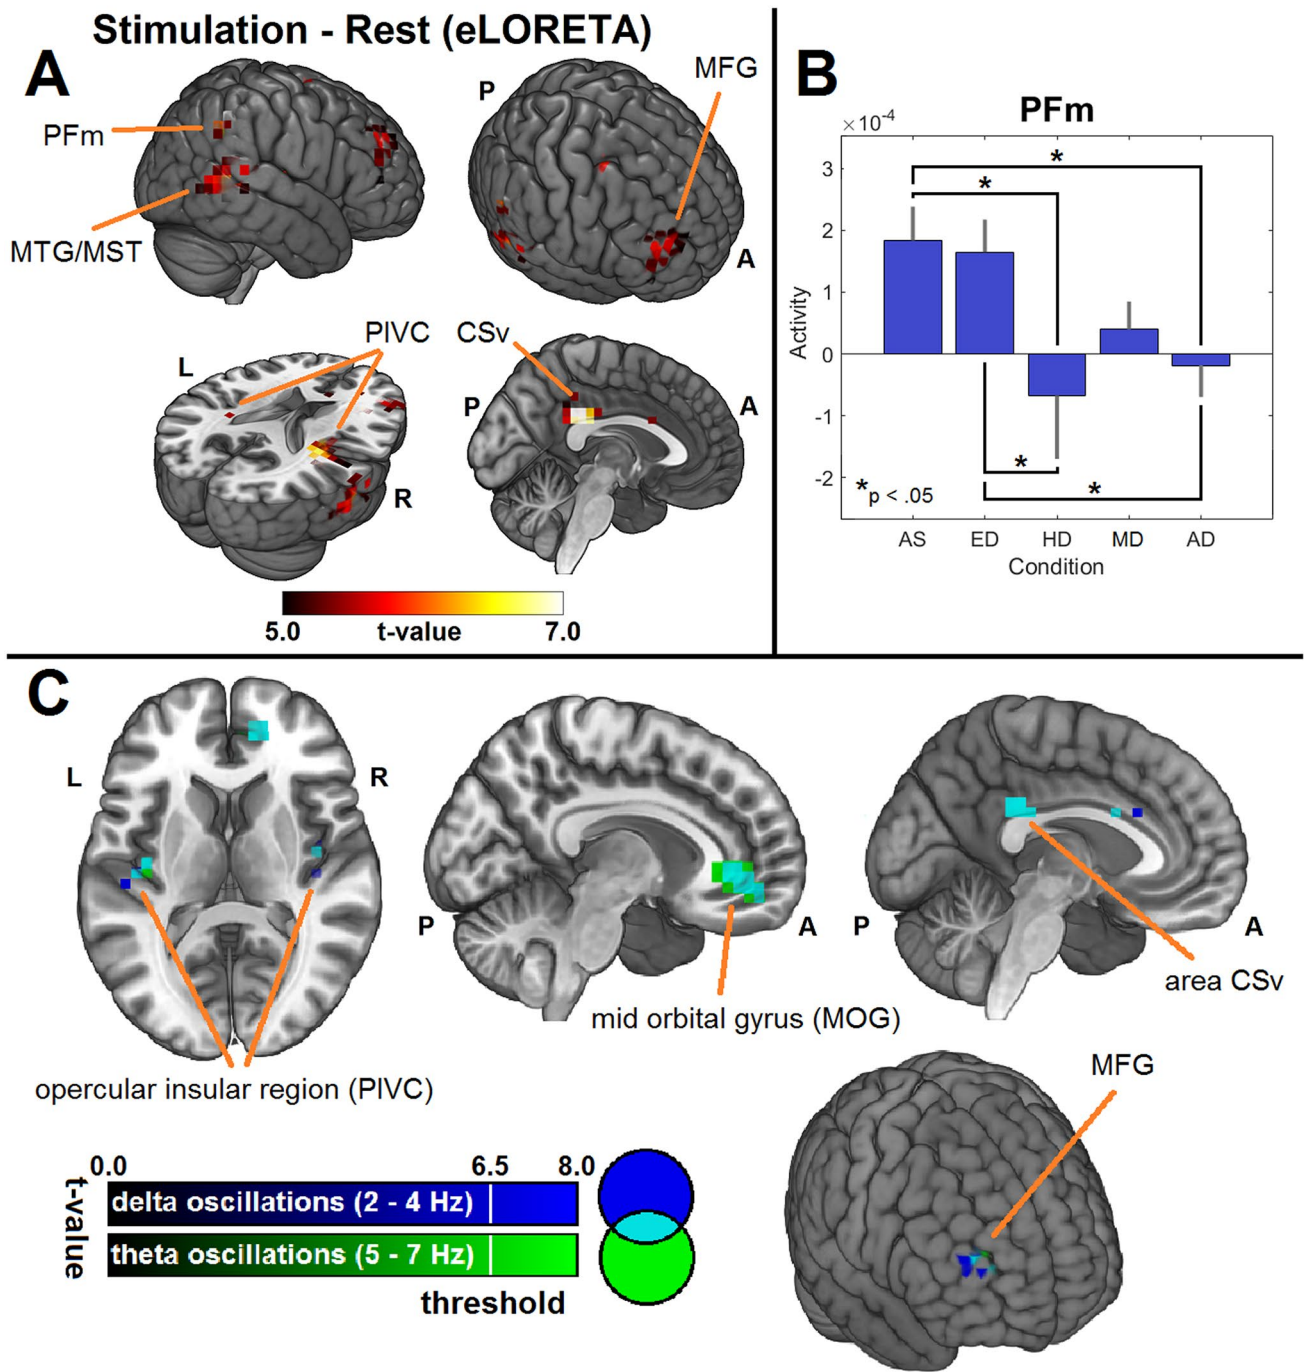 Stimulation - Rest (eLORETA)
A
PFm
MTG/MST
P
MFG
A
PIVC
L
R
CSv
P
A
5.0 t-value 7.0
B
PFm
×10-4
3
2
1
0
-1
-2
Activity
*
*
*
*
*p < .05
AS ED HD MD AD
Condition
C
L
R
opercular insular region (PIVC)
P
A
mid orbital gyrus (MOG)
A
area CSv
MFG
0.0 6.5 8.0
t-value
delta oscillations (2 - 4 Hz)
theta oscillations (5 - 7 Hz)
threshold